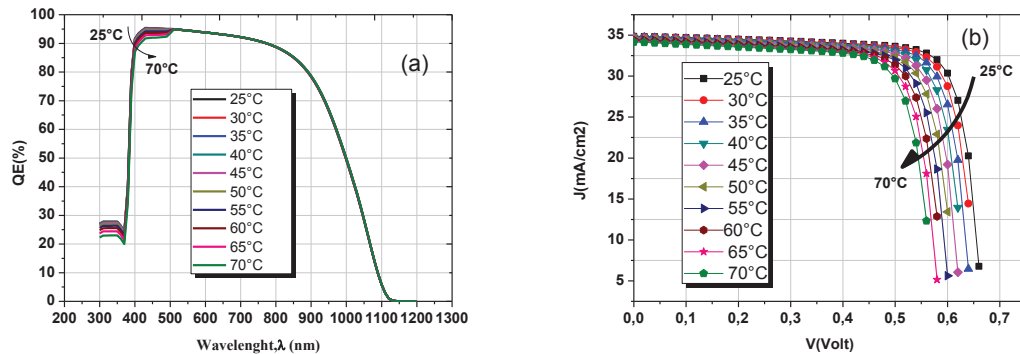 100
90
80
70
60
50
40
30
20
10
0
QE(%)
25°C
70°C
(a)
25°C
30°C
35°C
40°C
45°C
50°C
55°C
60°C
65°C
70°C
200 300 400 500 600 700 800 900 1000 1100 1200 1300
Wavelenght,λ (nm)
35
30
25
20
15
10
5
J(mA/cm2)
(b)
25°C
70°C
25°C
30°C
35°C
40°C
45°C
50°C
55°C
60°C
65°C
70°C
0,0 0,1 0,2 0,3 0,4 0,5 0,6 0,7
V(Volt)